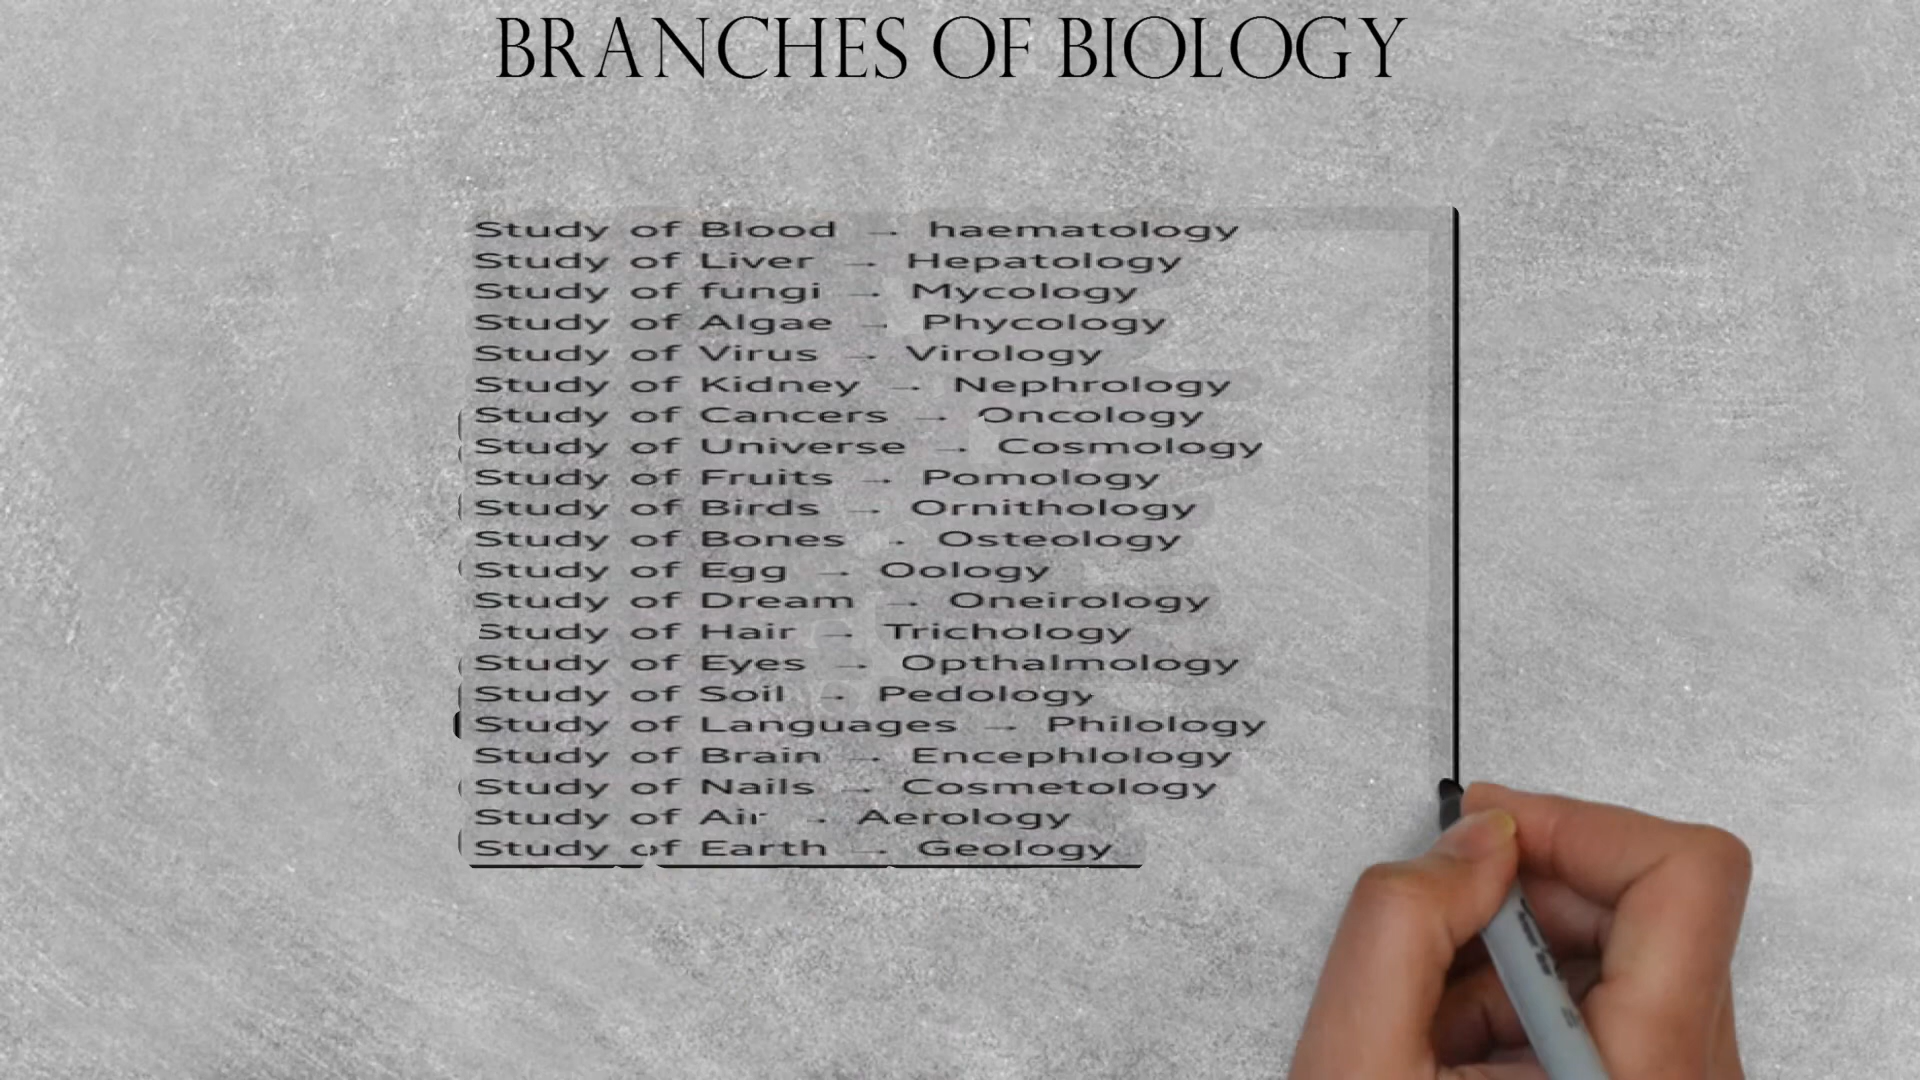 BRANCHES OF BIOLOGY
Study of Blood → haematology
Study of Liver → Hepatology
Study of fungi → Mycology
Study of Algae → Phycology
Study of Virus → Virology
Study of Kidney → Nephrology
Study of Cancers → Oncology
Study of Universe → Cosmology
Study of Fruits → Pomology
Study of Birds → Ornithology
Study of Bones → Osteology
Study of Egg → Oology
Study of Dream → Oneirology
Study of Hair → Trichology
Study of Eyes → Opthalmology
Study of Soil → Pedology
Study of Languages → Philology
Study of Brain → Encephlology
Study of Nails → Cosmetology
Study of Air → Aerology
Study of Earth → Geology